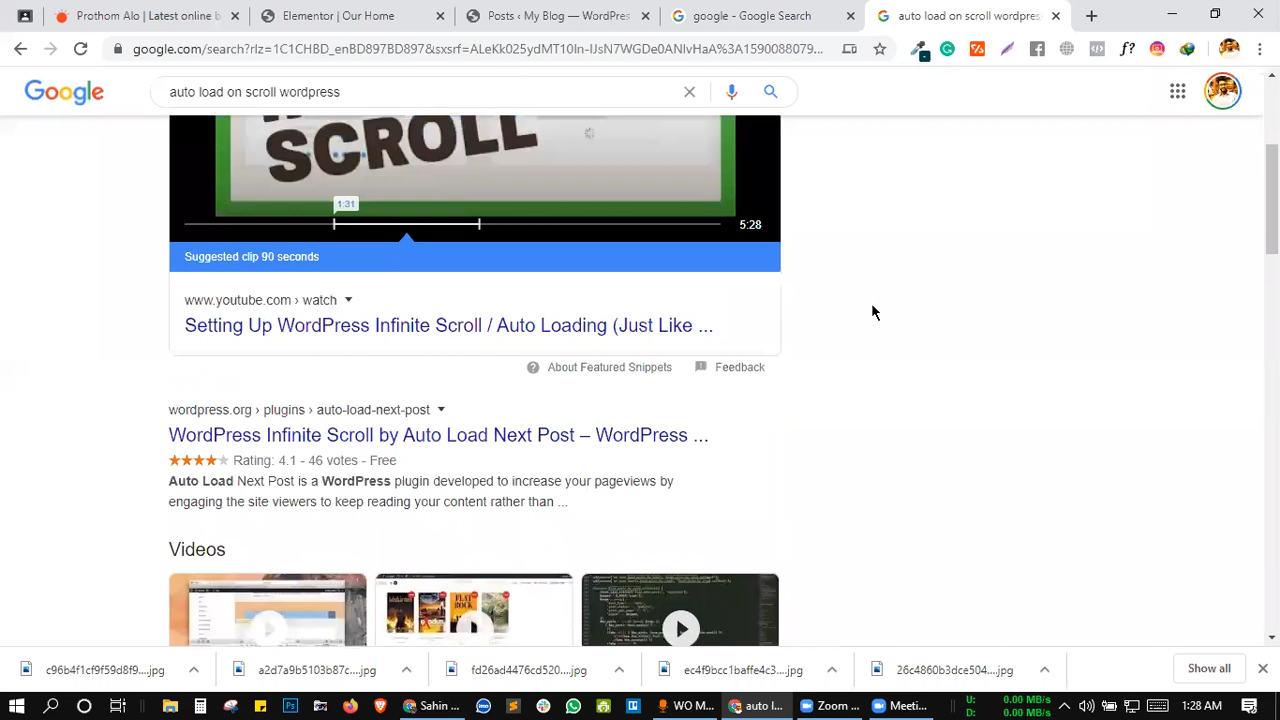 Prothom Alo | Latest online b
Elementor | Our Home
Posts ‹ My Blog — WordPres
google - Google Search
auto load on scroll wordpress
google.com/search?rlz=1C1CHBD_enBD897BD897&sxsrf=ALeKk025ydMT10In-IJsN7WGDe0ANIvHaA%3A1590088079...
f?
Google
auto load on scroll wordpress
SCROLL
1:31
5:28
Suggested clip 90 seconds
www.youtube.com › watch
Setting Up WordPress Infinite Scroll / Auto Loading (Just Like ...
About Featured Snippets
Feedback
wordpress.org › plugins › auto-load-next-post
WordPress Infinite Scroll by Auto Load Next Post – WordPress ...
Rating: 4.1 - 46 votes - Free
Auto Load Next Post is a WordPress plugin developed to increase your pageviews by
engaging the site viewers to keep reading your content rather than ...
Videos
c96b4f1cf9f598f9....jpg
a2d7a9b5103b87c....jpg
fd26ad4476cd520....jpg
ec4f9bcc1baffe4c3....jpg
26c4860b3dce504....jpg
Show all
Ps
Sahin ...
WO M...
Zoom ...
Meeti...
U: 0.00 MB/s
D: 0.00 MB/s
1:28 AM